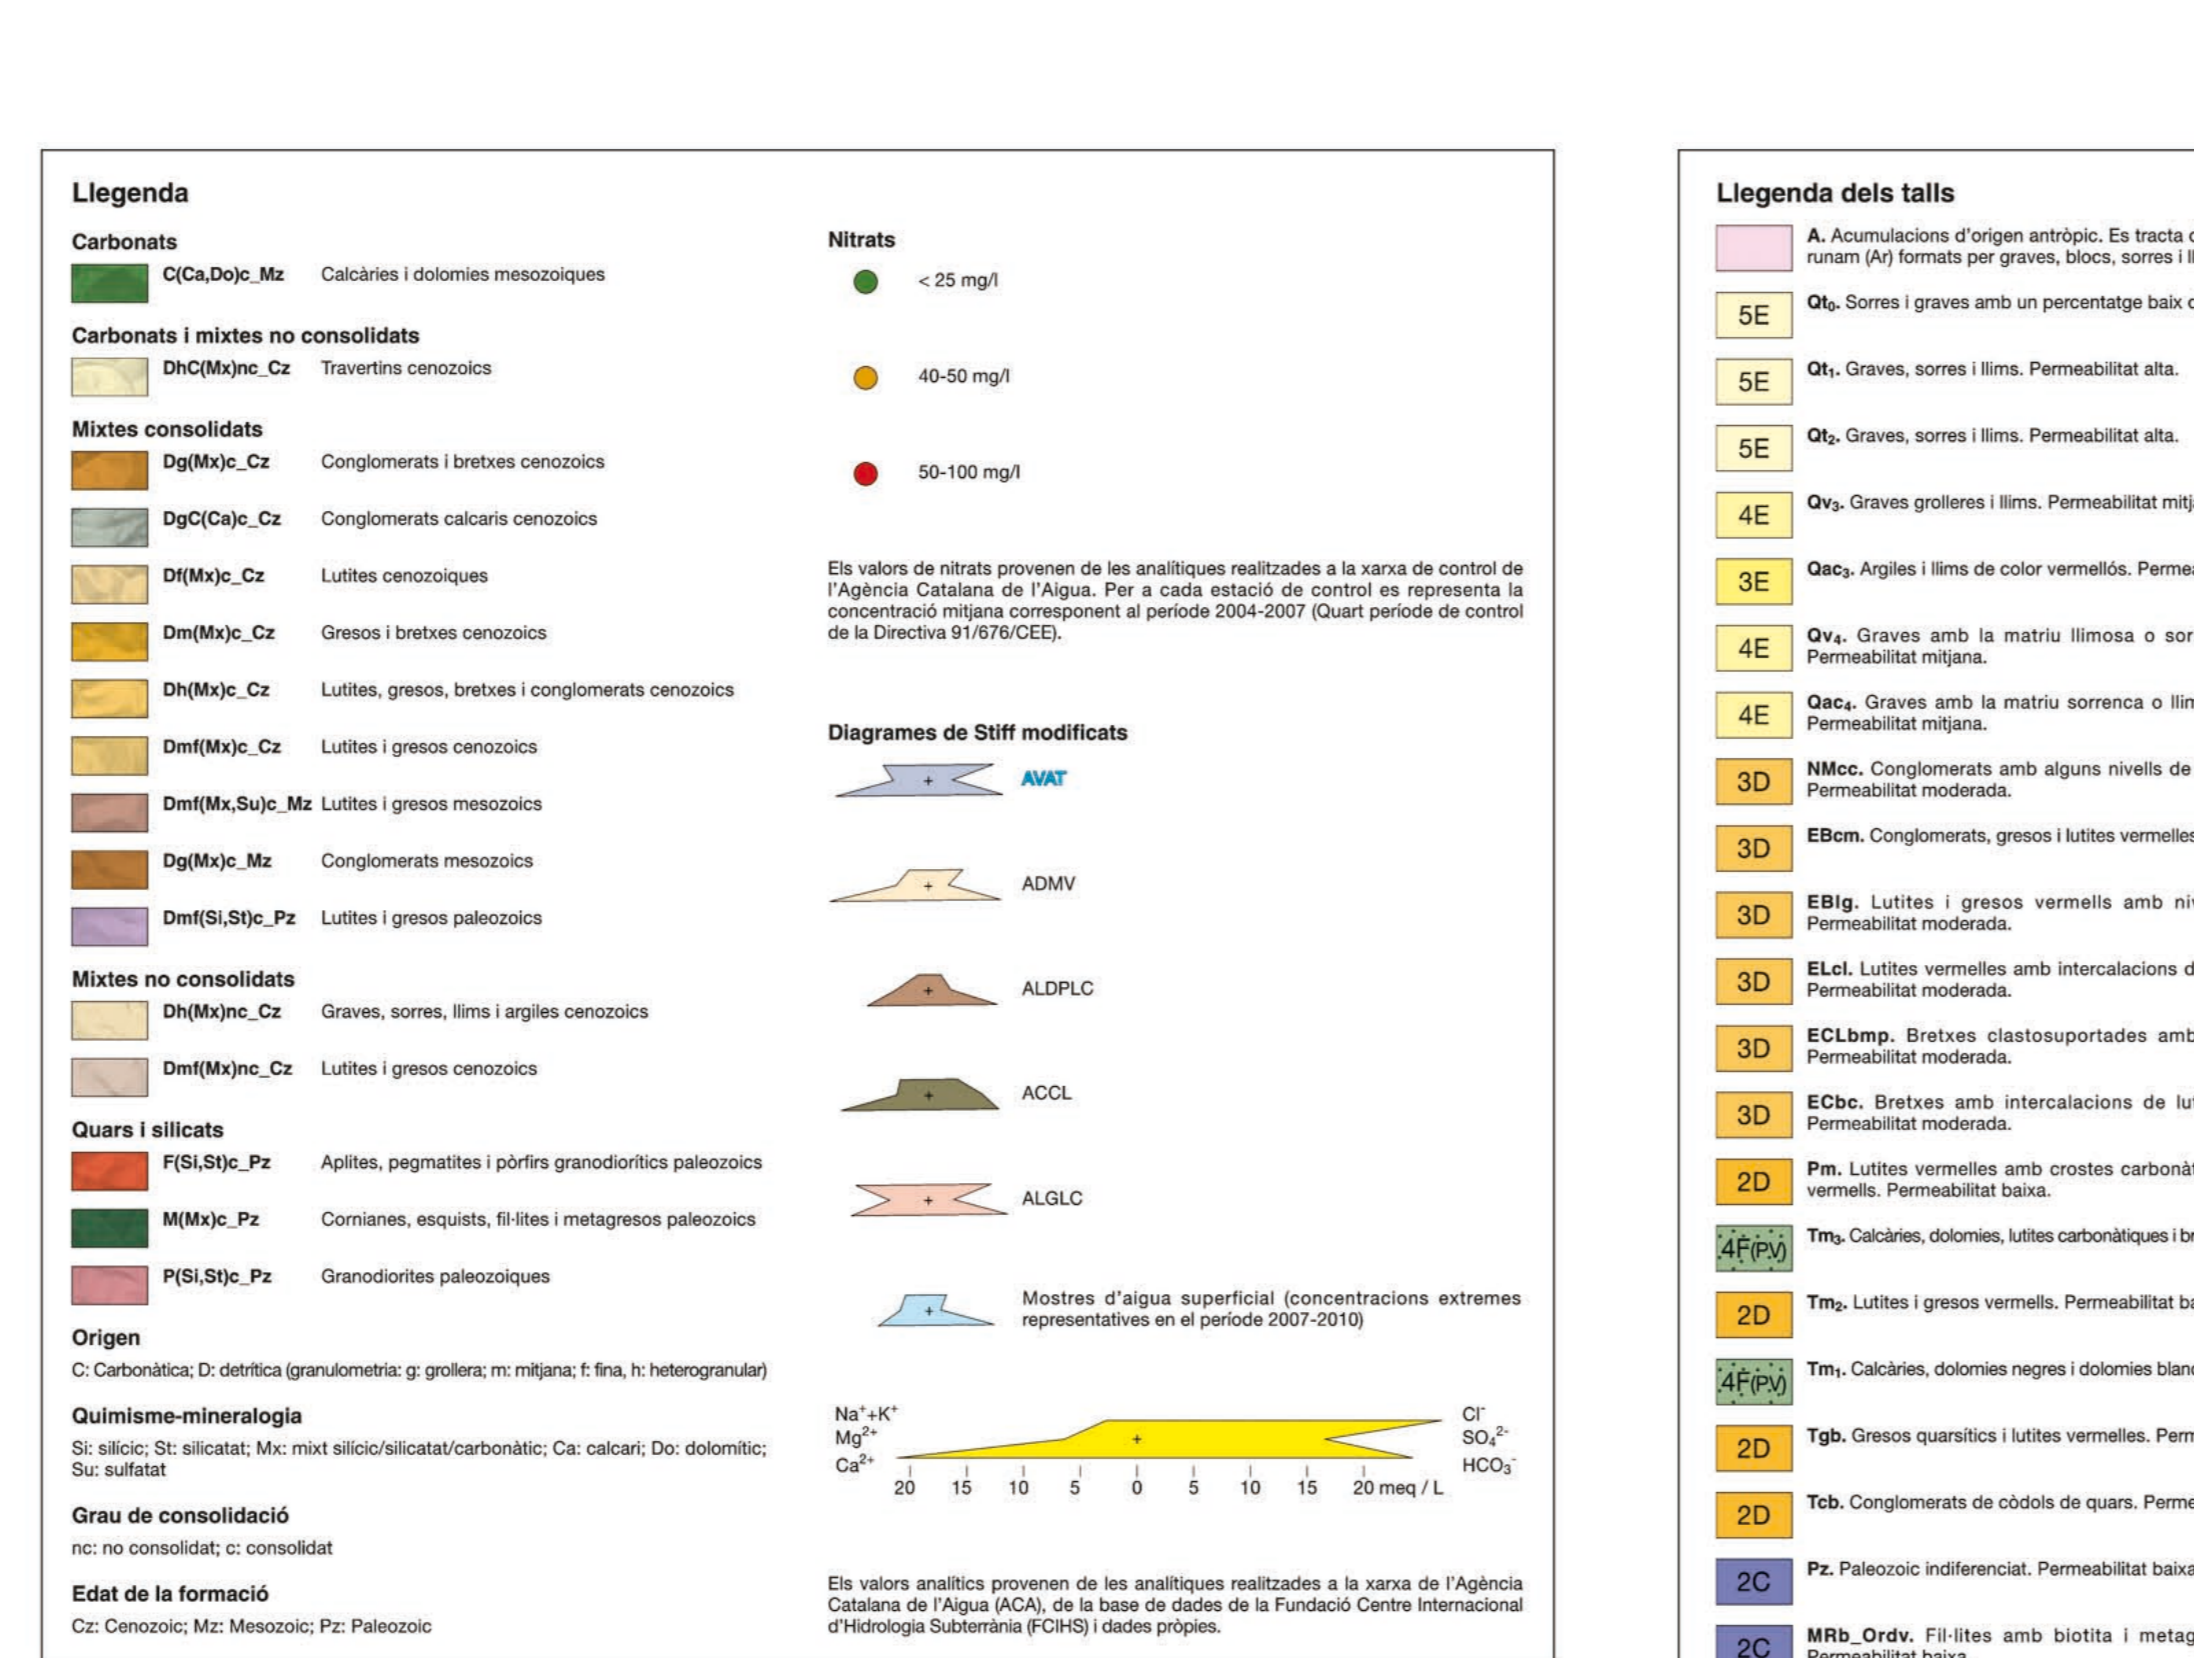 Llegenda
Carbonats
C(Ca,Do)c_Mz Calcàries i dolomies mesozoiques
Carbonats i mixtes no consolidats
DhC(Mx)nc_Cz Travertins cenozoics
Mixtes consolidats
Dg(Mx)c_Cz Conglomerats i bretxes cenozoics
DgC(Ca)c_Cz Conglomerats calcaris cenozoics
Df(Mx)c_Cz Lutites cenozoiques
Dm(Mx)c_Cz Gresos i bretxes cenozoics
Dh(Mx)c_Cz Lutites, gresos, bretxes i conglomerats cenozoics
Dmf(Mx)c_Cz Lutites i gresos cenozoics
Dmf(Mx,Su)c_Mz Lutites i gresos mesozoics
Dg(Mx)c_Mz Conglomerats mesozoics
Dmf(Si,St)c_Pz Lutites i gresos paleozoics
Mixtes no consolidats
Dh(Mx)nc_Cz Graves, sorres, llims i argiles cenozoics
Dmf(Mx)nc_Cz Lutites i gresos cenozoics
Quars i silicats
F(Si,St)c_Pz Aplites, pegmatites i pòrfirs granodiorítics paleozoics
M(Mx)c_Pz Cornianes, esquists, fil·lites i metagresos paleozoics
P(Si,St)c_Pz Granodiorites paleozoiques
Origen
C: Carbonàtica; D: detrítica (granulometria: g: grollera; m: mitjana; f: fina, h: heterogranular)
Quimisme-mineralogia
Si: silícic; St: silicatat; Mx: mixt silícic/silicatat/carbonàtic; Ca: calcari; Do: dolomític;
Su: sulfatat
Grau de consolidació
nc: no consolidat; c: consolidat
Edat de la formació
Cz: Cenozoic; Mz: Mesozoic; Pz: Paleozoic
Nitrats
< 25 mg/l
40-50 mg/l
50-100 mg/l
Els valors de nitrats provenen de les analítiques realitzades a la xarxa de control de
l'Agència Catalana de l'Aigua. Per a cada estació de control es representa la
concentració mitjana corresponent al període 2004-2007 (Quart període de control
de la Directiva 91/676/CEE).
Diagrames de Stiff modificats
+ AVAT
+ ADMV
+ ALDPLC
+ ACCL
+ ALGLC
+ Mostres d'aigua superficial (concentracions extremes
representatives en el període 2007-2010)
Na⁺+K⁺ Cl⁻
Mg²⁺ + SO₄²⁻
Ca²⁺ HCO₃⁻
20 15 10 5 0 5 10 15 20 meq / L
Els valors analítics provenen de les analítiques realitzades a la xarxa de l'Agència
Catalana de l'Aigua (ACA), de la base de dades de la Fundació Centre Internacional
d'Hidrologia Subterrània (FCIHS) i dades pròpies.
Llegenda dels talls
A. Acumulacions d'origen antròpic. Es tracta
runam (Ar) formats per graves, blocs, sorres i
5E Qt₀. Sorres i graves amb un percentatge baix
5E Qt₁. Graves, sorres i llims. Permeabilitat alta.
5E Qt₂. Graves, sorres i llims. Permeabilitat alta.
4E Qv₃. Graves grolleres i llims. Permeabilitat
3E Qac₃. Argiles i llims de color vermellós.
4E Qv₄. Graves amb la matriu llimosa o
Permeabilitat mitjana.
4E Qac₄. Graves amb la matriu sorrenca o
Permeabilitat mitjana.
3D NMcc. Conglomerats amb alguns nivells de
Permeabilitat moderada.
3D EBcm. Conglomerats, gresos i lutites vermelles
3D EBlg. Lutites i gresos vermells amb
Permeabilitat moderada.
3D ELcl. Lutites vermelles amb intercalacions
Permeabilitat moderada.
3D ECLbmp. Bretxes clastosuportades amb
Permeabilitat moderada.
3D ECbc. Bretxes amb intercalacions de
Permeabilitat moderada.
2D Pm. Lutites vermelles amb crostes
vermells. Permeabilitat baixa.
4F(PV) Tm₃. Calcàries, dolomies, lutites carbonàtiques i
2D Tm₂. Lutites i gresos vermells. Permeabilitat
4F(PV) Tm₁. Calcàries, dolomies negres i dolomies
2D Tgb. Gresos quarsítics i lutites vermelles.
2D Tcb. Conglomerats de còdols de quars.
2C Pz. Paleozoic indiferenciat. Permeabilitat baixa
2C MRb_Ordv. Fil·lites amb biotita i
Permeabilitat baixa.